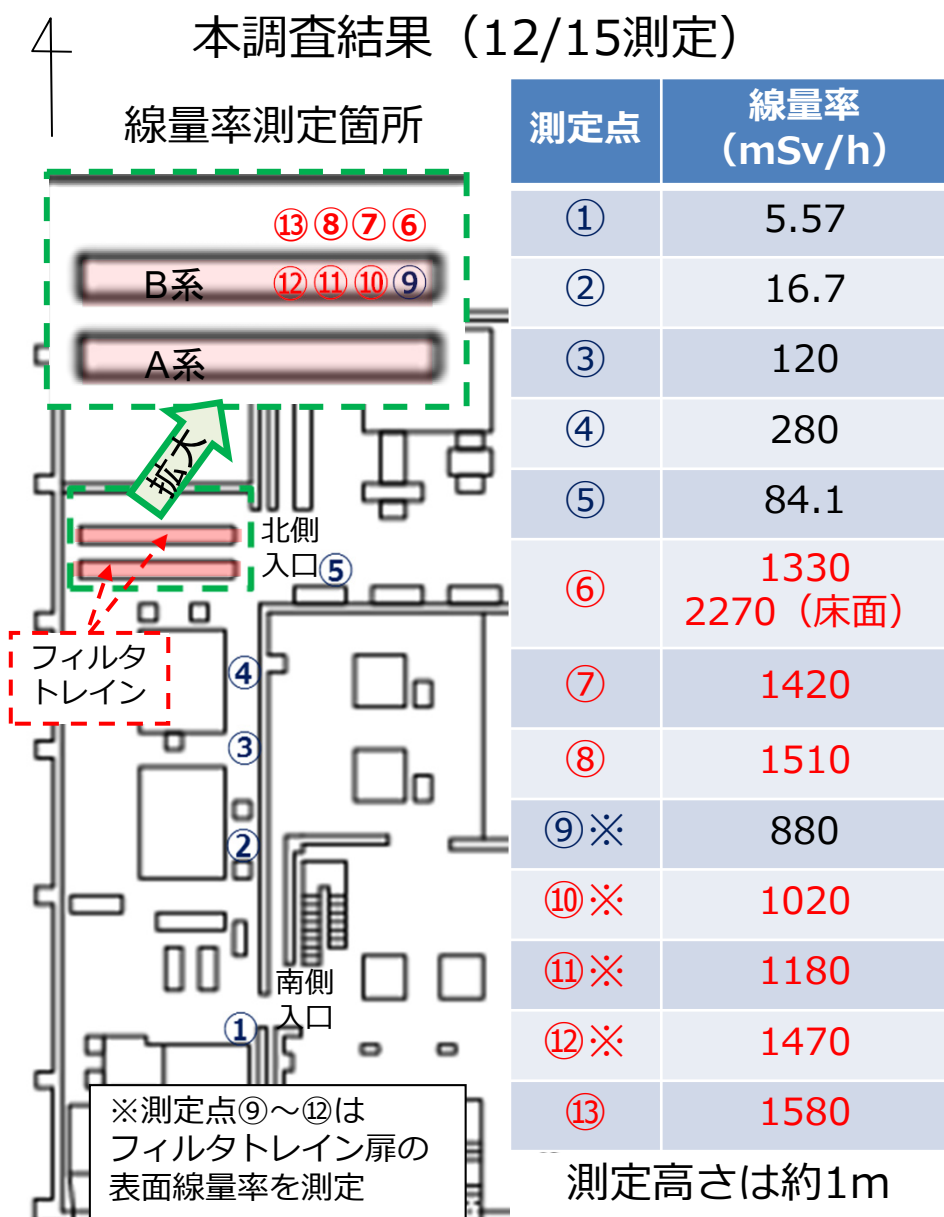 本調査結果（12/15測定）
線量率測定箇所
⑬⑧⑦⑥
B系
⑫⑪⑩⑨
A系
拡大
北側
入口⑤
フィルタ
トレイン
④
③
②
南側
入口
①
※測定点⑨～⑫は
フィルタトレイン扉の
表面線量率を測定
測定点 線量率
（mSv/h）
① 5.57
② 16.7
③ 120
④ 280
⑤ 84.1
⑥ 1330
2270（床面）
⑦ 1420
⑧ 1510
⑨※ 880
⑩※ 1020
⑪※ 1180
⑫※ 1470
⑬ 1580
測定高さは約1m